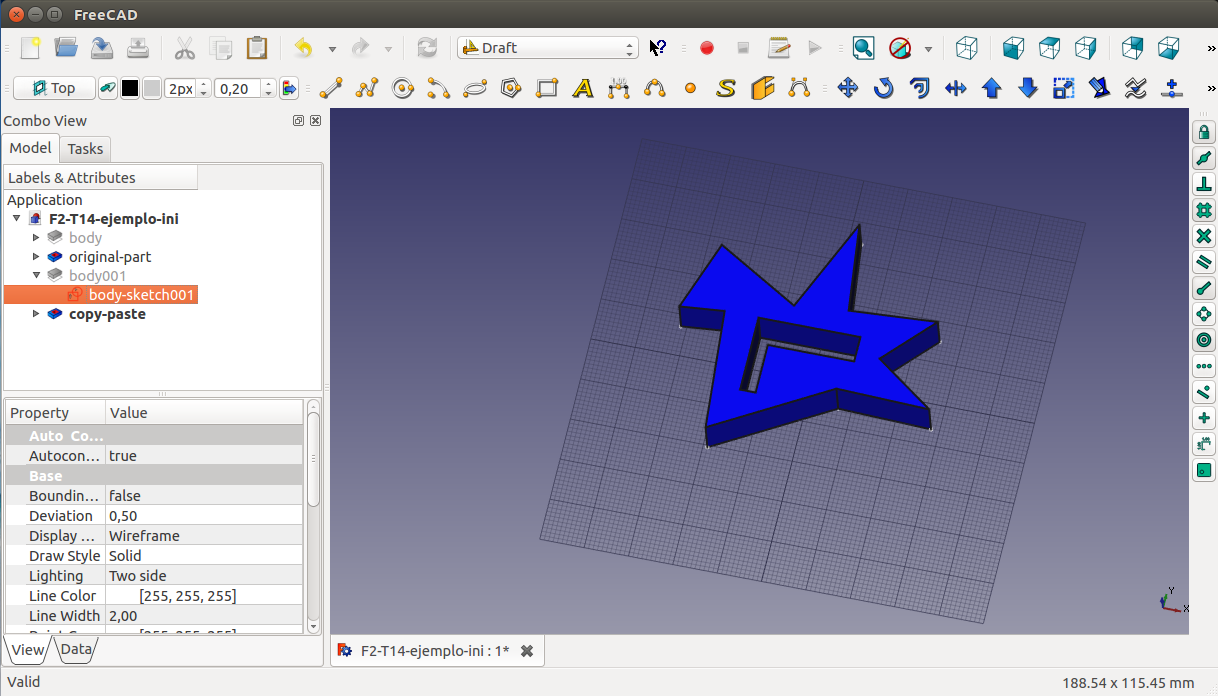 FreeCAD
Draft
Top
2px
0,20
Combo View
Model
Tasks
Labels & Attributes
Application
F2-T14-ejemplo-ini
body
original-part
body001
body-sketch001
copy-paste
Property Value
Auto Co...
Autocon... true
Base
Boundin... false
Deviation 0,50
Display ... Wireframe
Draw Style Solid
Lighting Two side
Line Color [255, 255, 255]
Line Width 2,00
View
Data
Y
X
F2-T14-ejemplo-ini : 1*
Valid
188.54 x 115.45 mm